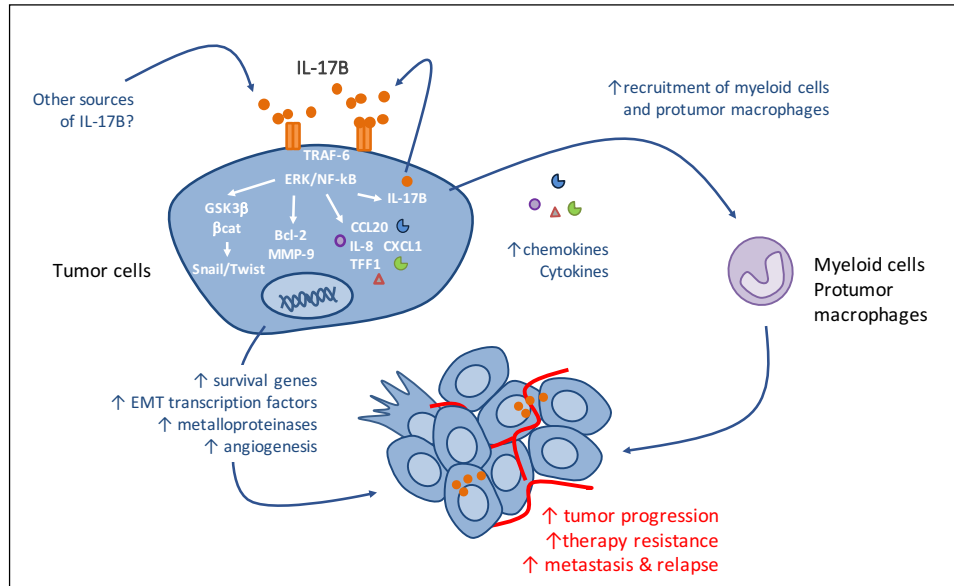 IL-17B
Other sources
of IL-17B?
↑recruitment of myeloid cells
and protumor macrophages
TRAF-6
ERK/NF-kB
GSK3β
βcat
Snail/Twist
Bcl-2
MMP-9
CCL20
IL-8 CXCL1
TFF1
IL-17B
Tumor cells
↑chemokines
Cytokines
Myeloid cells
Protumor
macrophages
↑ survival genes
↑ EMT transcription factors
↑ metalloproteinases
↑ angiogenesis
↑ tumor progression
↑therapy resistance
↑ metastasis & relapse